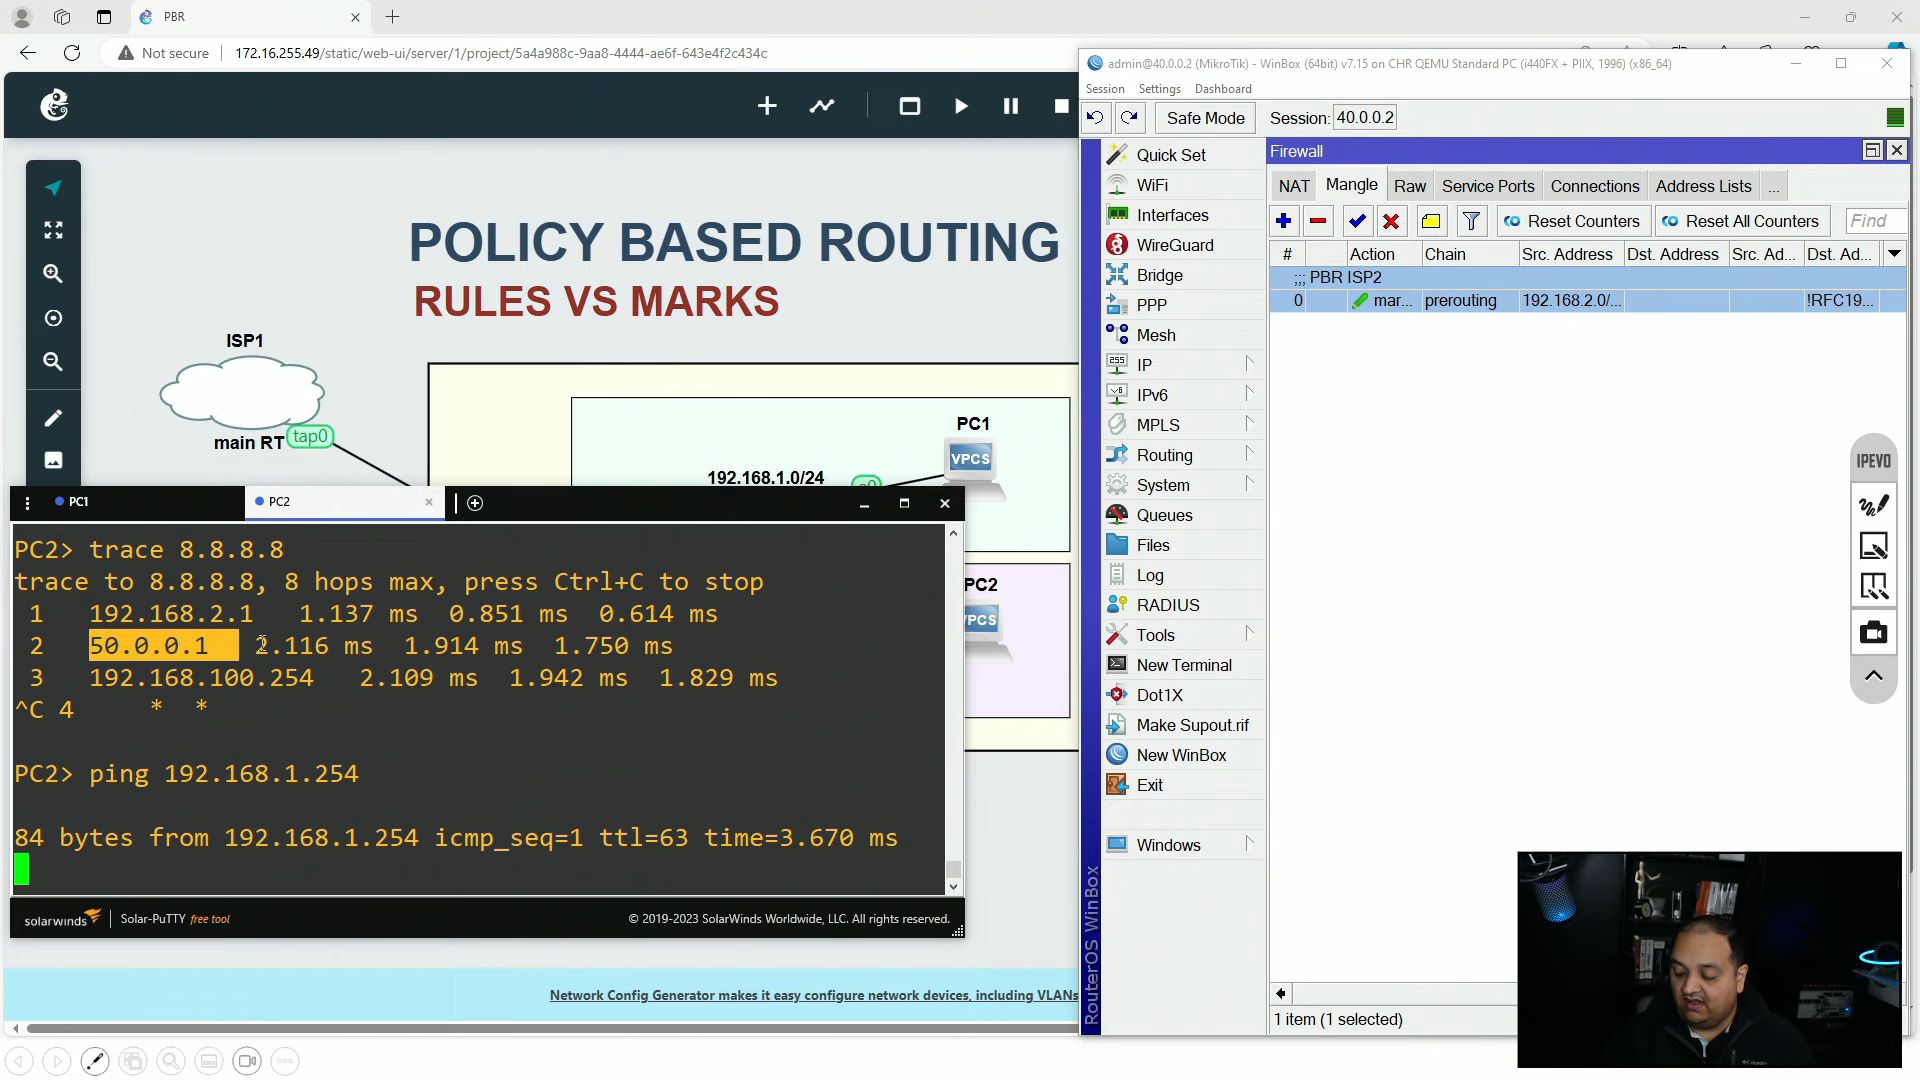 PBR
Not secure
172.16.255.49/static/web-ui/server/1/project/5a4a988c-9aa8-4444-ae6f-643e4f2c434c
POLICY BASED ROUTING
RULES VS MARKS
ISP1
main RT
tap0
192.168.1.0/24
PC1
VPCS
PC2
PC1
PC2
PC2> trace 8.8.8.8
trace to 8.8.8.8, 8 hops max, press Ctrl+C to stop
1 192.168.2.1 1.137 ms 0.851 ms 0.614 ms
2 50.0.0.1 2.116 ms 1.914 ms 1.750 ms
3 192.168.100.254 2.109 ms 1.942 ms 1.829 ms
^C 4 * *
PC2> ping 192.168.1.254
84 bytes from 192.168.1.254 icmp_seq=1 ttl=63 time=3.670 ms
solarwinds
Solar-PuTTY free tool
© 2019-2023 SolarWinds Worldwide, LLC. All rights reserved.
Network Config Generator makes it easy configure network devices, including VLANs
admin@40.0.0.2 (MikroTik) - WinBox (64bit) v7.15 on CHR QEMU Standard PC (i440FX + PIIX, 1996) (x86_64)
Session Settings Dashboard
Safe Mode
Session: 40.0.0.2
Quick Set
WiFi
Interfaces
WireGuard
Bridge
PPP
Mesh
IP
IPv6
MPLS
Routing
System
Queues
Files
Log
RADIUS
Tools
New Terminal
Dot1X
Make Supout.rif
New WinBox
Exit
Windows
RouterOS WinBox
Firewall
NAT Mangle Raw Service Ports Connections Address Lists ...
Reset Counters
Reset All Counters
Find
# Action Chain Src. Address Dst. Address Src. Ad... Dst. Ad...
;;; PBR ISP2
0 mar... prerouting 192.168.2.0/... !RFC19...
1 item (1 selected)
IPEVO